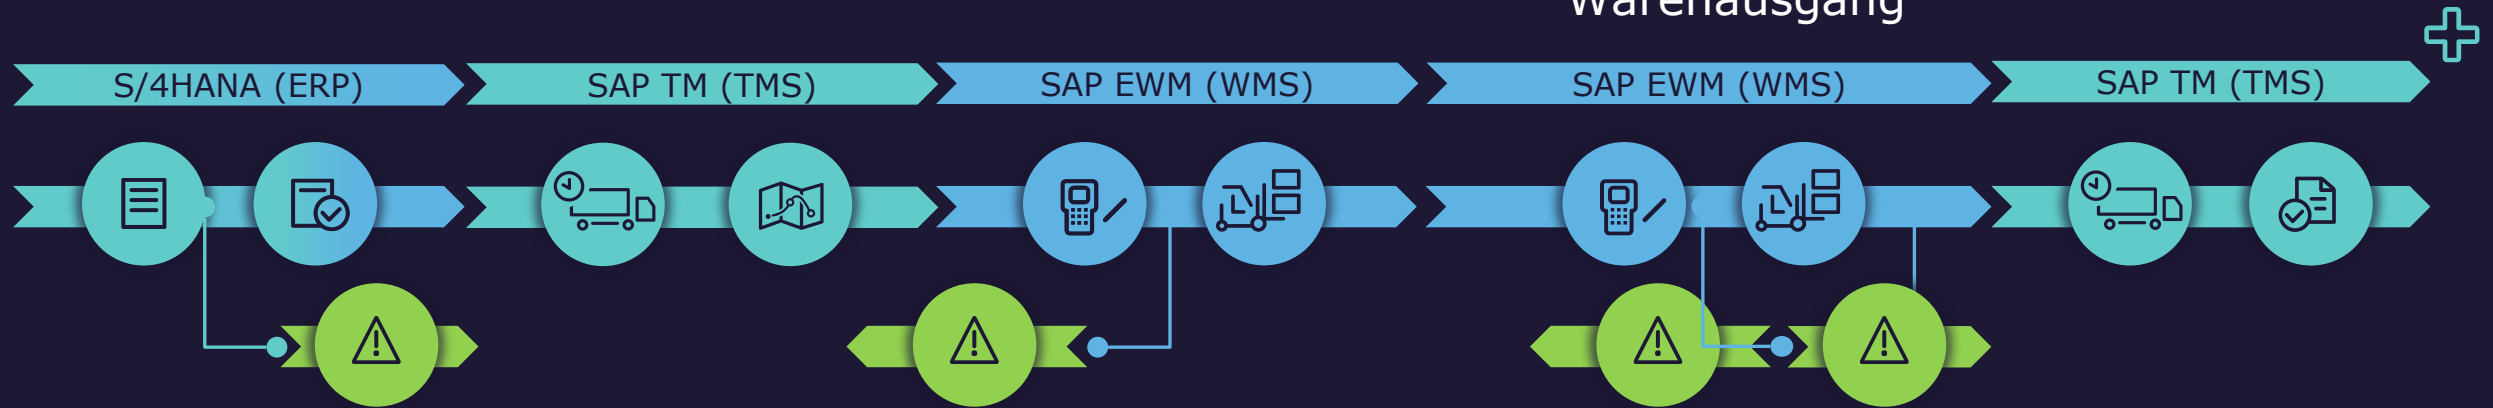 Warenausgang
S/4HANA (ERP)
SAP TM (TMS)
SAP EWM (WMS)
SAP EWM (WMS)
SAP TM (TMS)